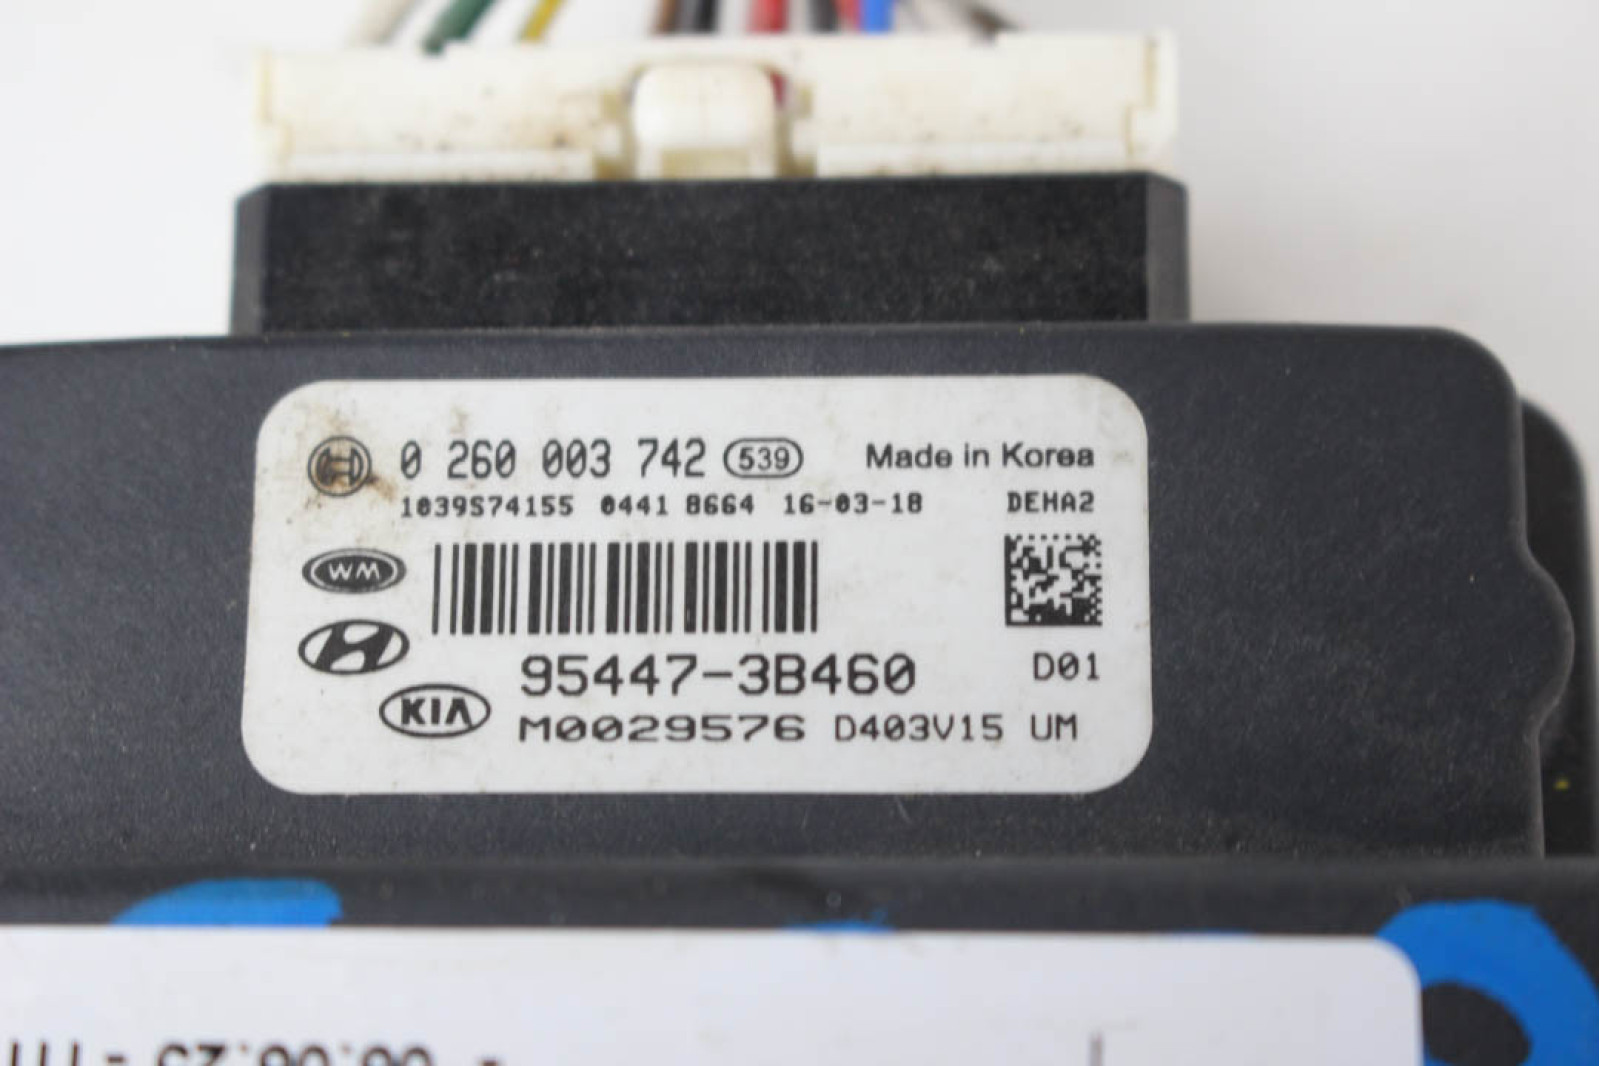 0 260 003 742 539 Made in Korea
1039S74155 0441 8664 16-03-18 DEHA2
WM
95447-3B460 D01
KIA
M0029576 D403V15 UM